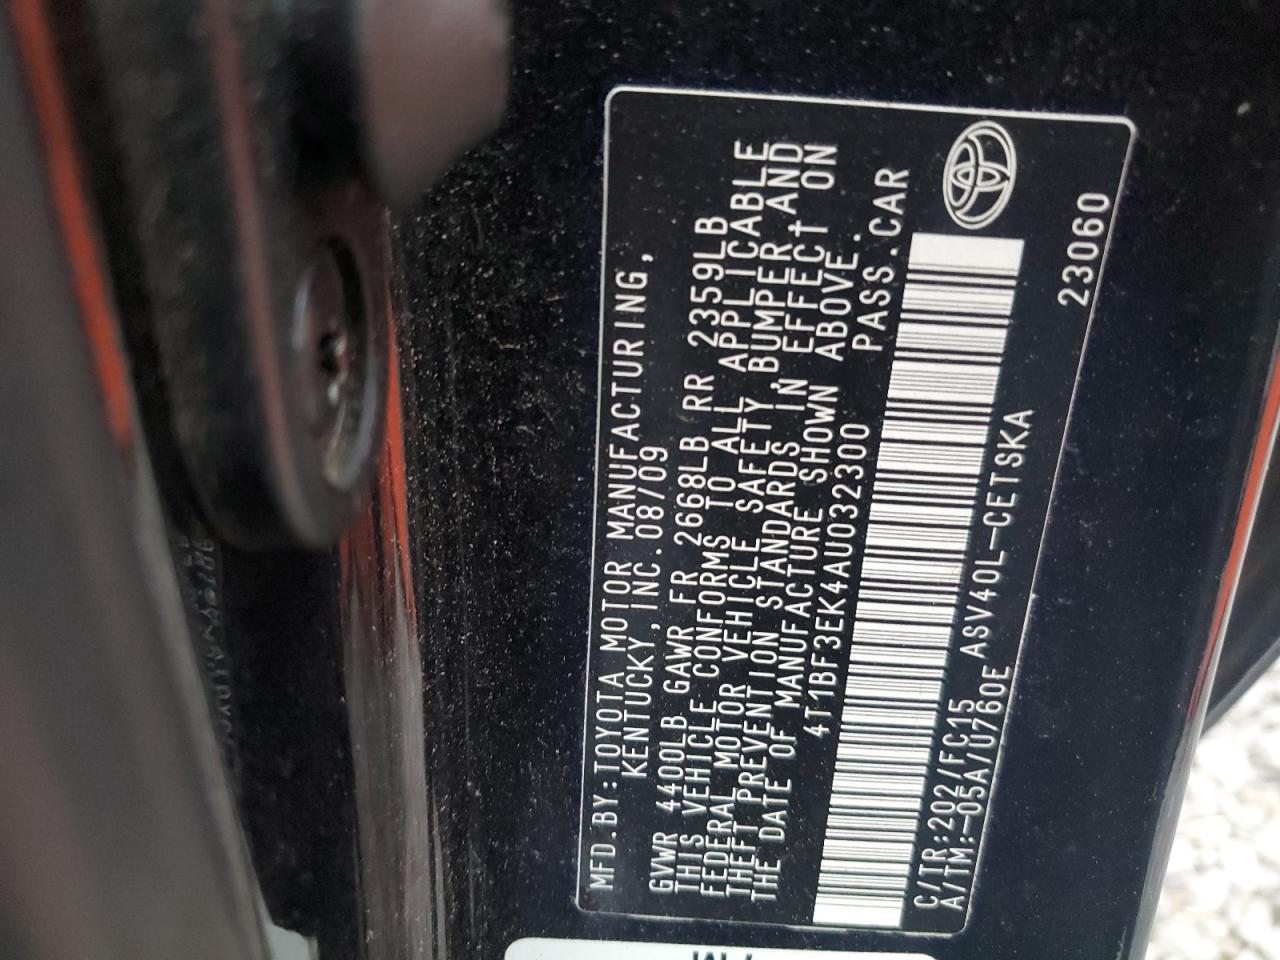 MFD.BY:TOYOTA MOTOR MANUFACTURING,
KENTUCKY,INC.08/09
GVWR 4400LB GAWR FR 2668LB RR 2359LB
THIS VEHICLE CONFORMS TO ALL APPLICABLE
FEDERAL MOTOR VEHICLE SAFETY,BUMPER,AND
THEFT PREVENTION STANDARDS IN EFFECT ON
THE DATE OF MANUFACTURE SHOWN ABOVE.
4T1BF3EK4AU032300 PASS.CAR
C/TR:202/FC15 ASV40L-CETSKA
A/TM:-05A/U760E
23060